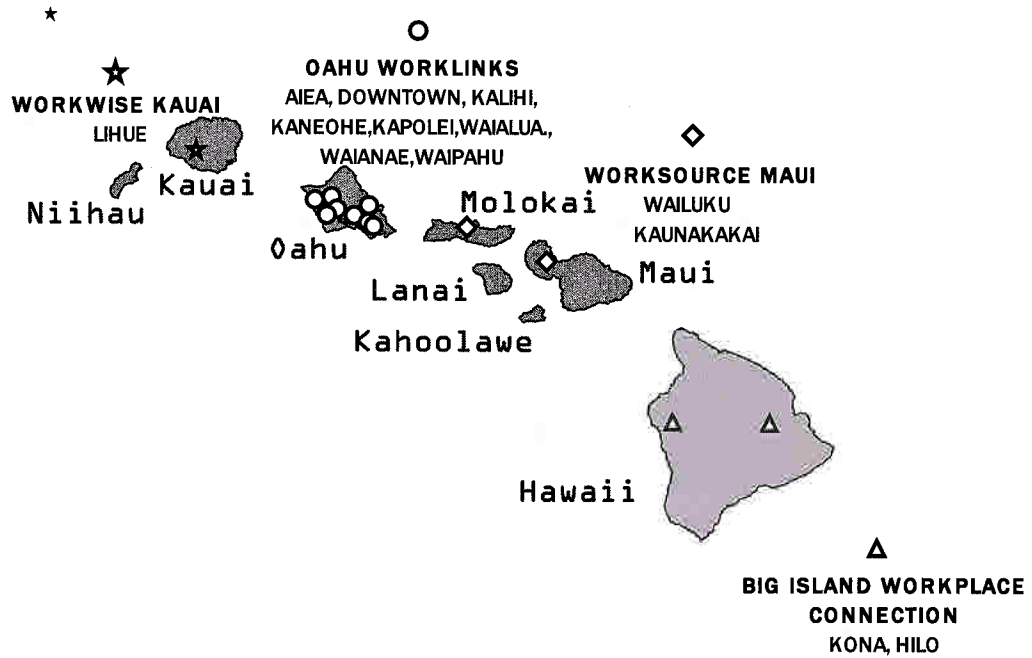 OAHU WORKLINKS
AIEA, DOWNTOWN, KALIHI,
KANEOHE,KAPOLEI,WAIALUA.,
WAIANAE,WAIPAHU
WORKWISE KAUAI
LIHUE
Kauai
Niihau
Oahu
WORKSOURCE MAUI
WAILUKU
KAUNAKAKAI
Molokai
Maui
Lanai
Kahoolawe
Hawaii
BIG ISLAND WORKPLACE
CONNECTION
KONA, HILO